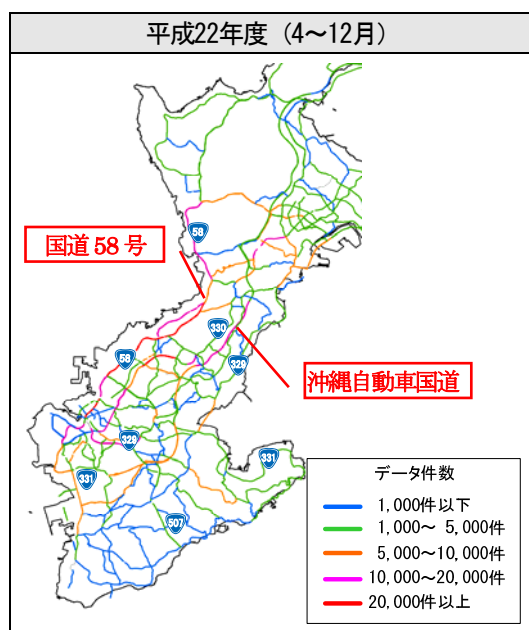 平成22年度（4～12月）
58
国道58号
330
58
329
沖縄自動車国道
329
331
331
507
データ件数
1,000件以下
1,000～ 5,000件
5,000～10,000件
10,000～20,000件
20,000件以上